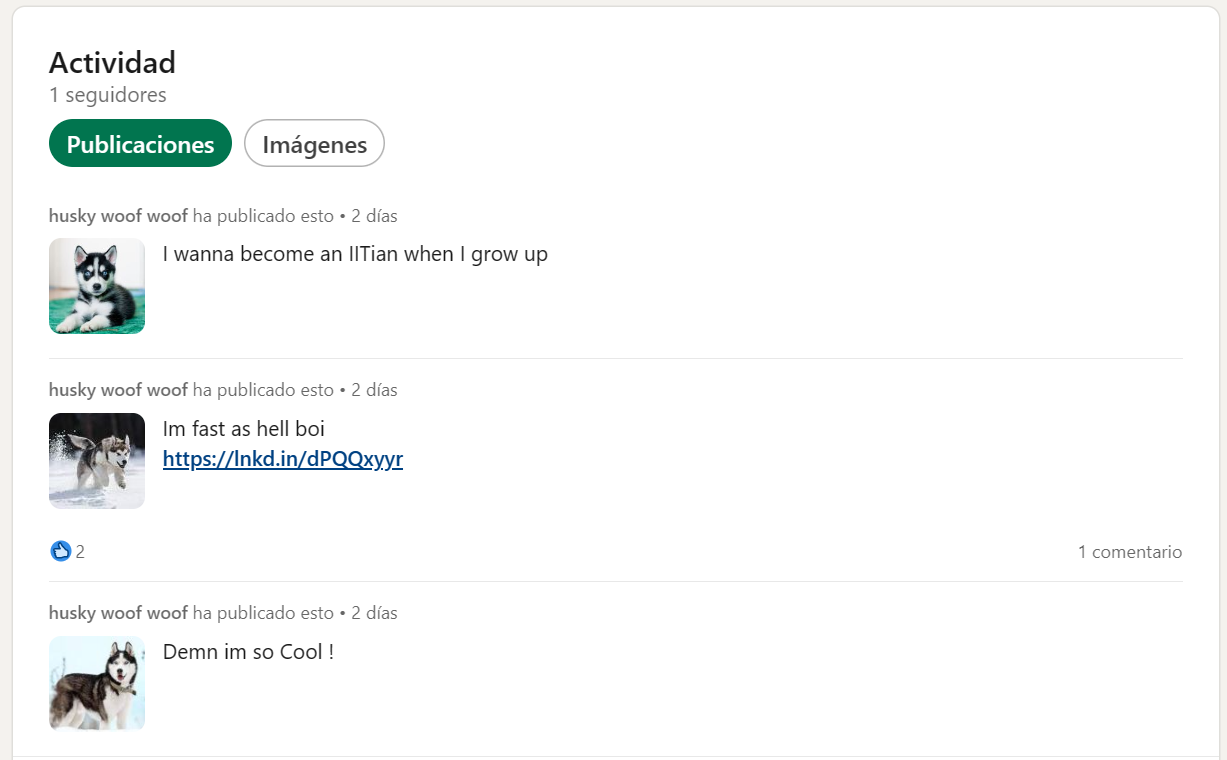 Actividad
1 seguidores
Publicaciones
Imágenes
husky woof woof ha publicado esto • 2 días
I wanna become an IITian when I grow up
husky woof woof ha publicado esto • 2 días
Im fast as hell boi
https://lnkd.in/dPQQxyyr
2
1 comentario
husky woof woof ha publicado esto • 2 días
Demn im so Cool !